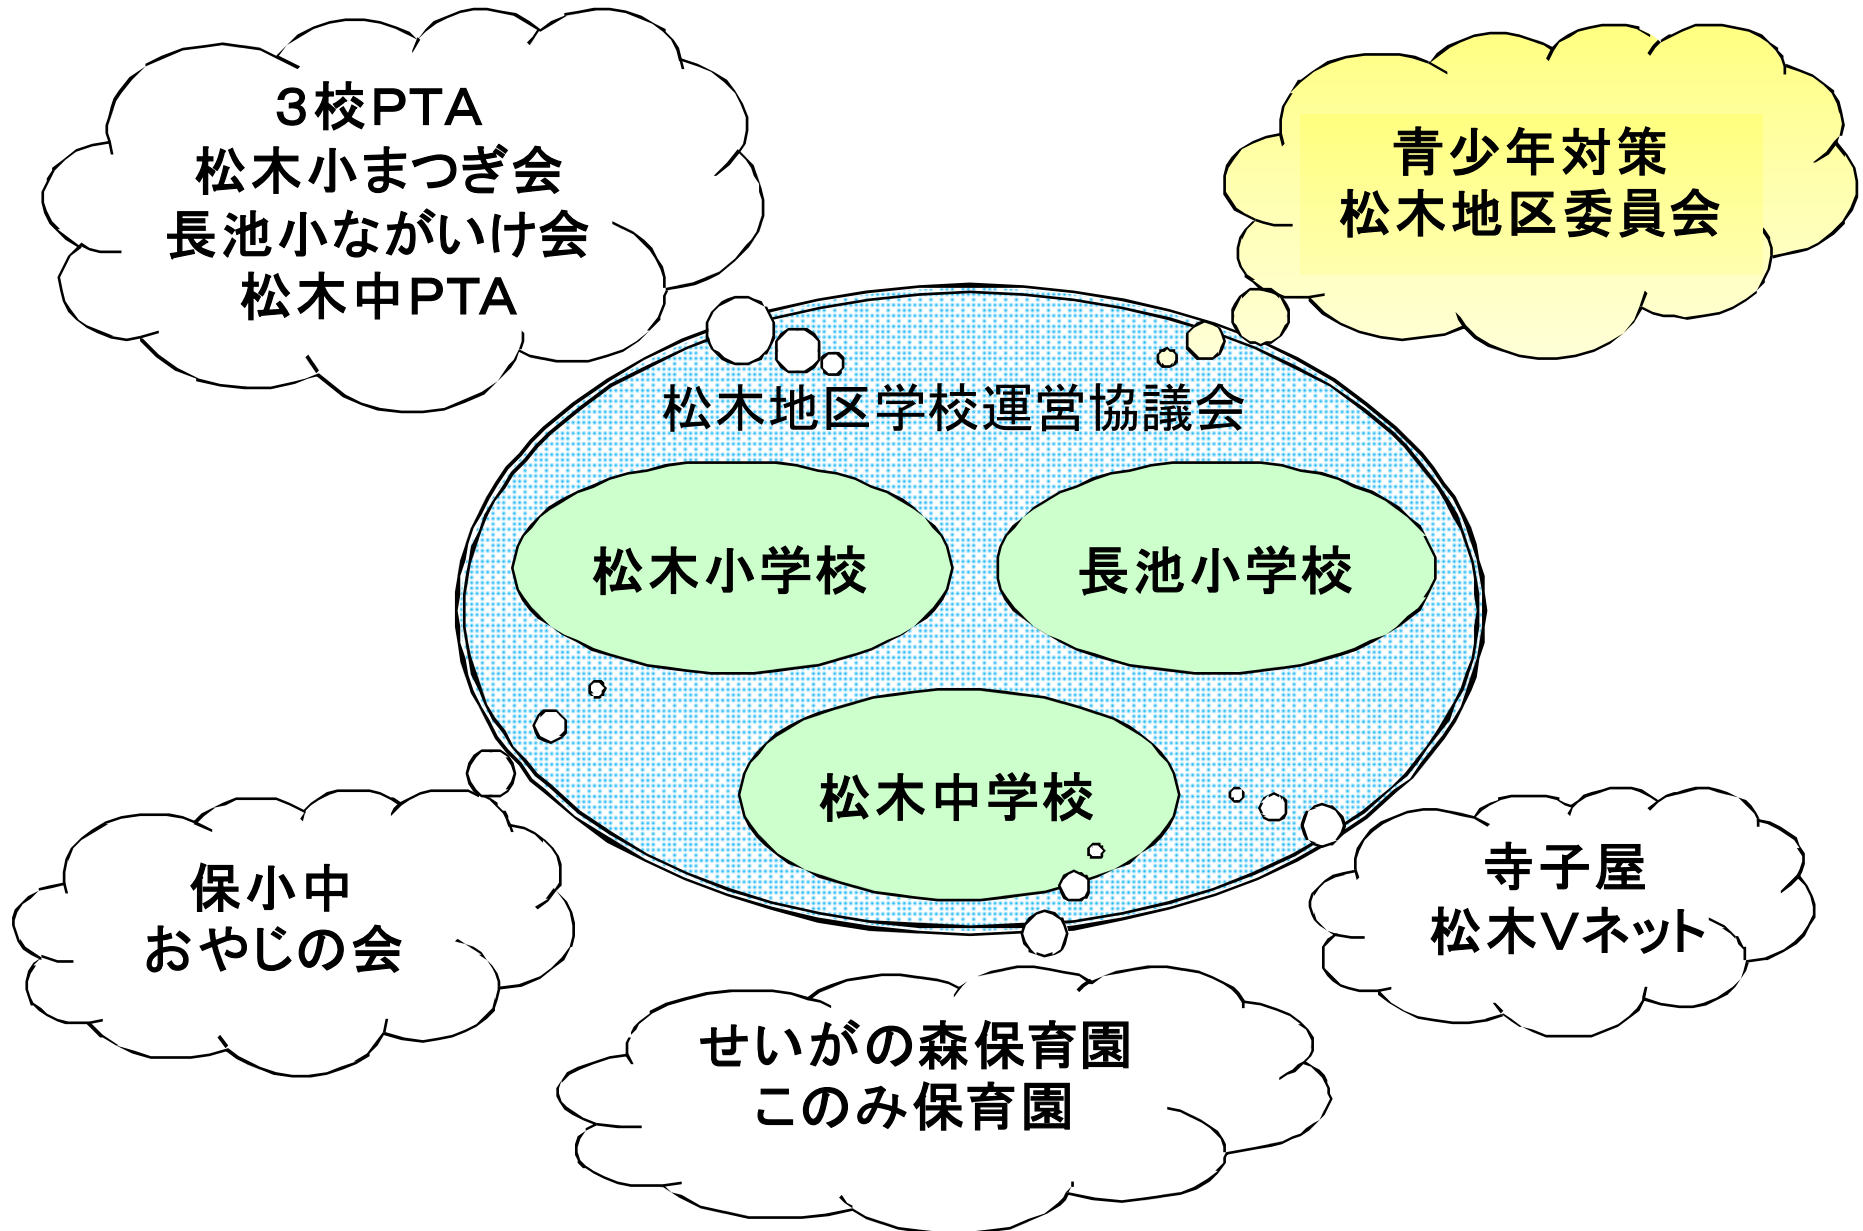 ３校ＰＴＡ
松木小まつぎ会
長池小ながいけ会
松木中ＰＴＡ
青少年対策
松木地区委員会
松木地区学校運営協議会
松木小学校
長池小学校
松木中学校
保小中
おやじの会
寺子屋
松木Ｖネット
せいがの森保育園
このみ保育園